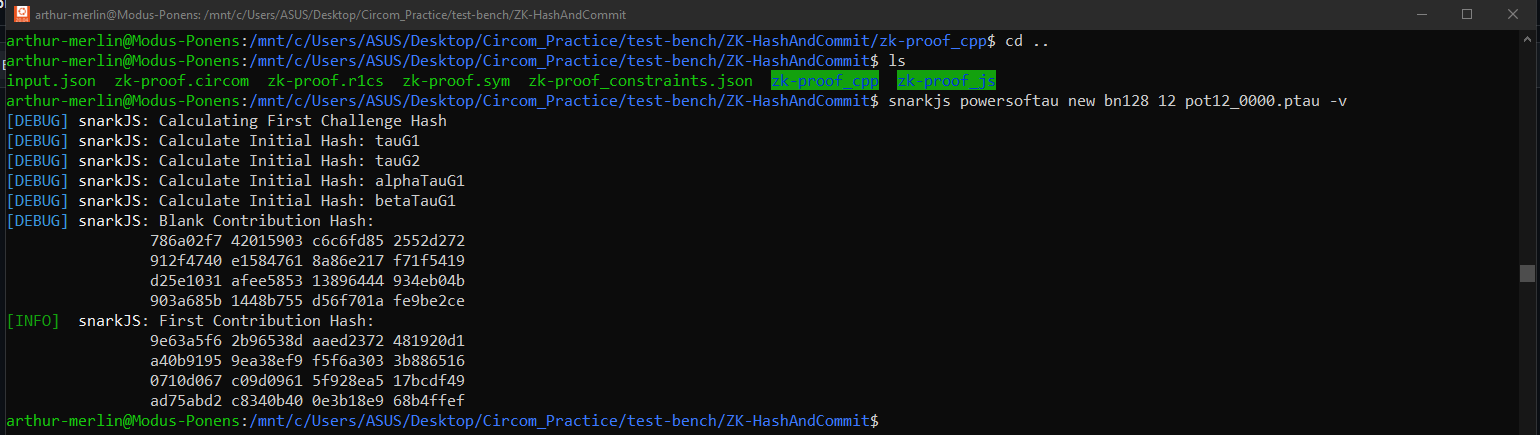 arthur-merlin@Modus-Ponens: /mnt/c/Users/ASUS/Desktop/Circom_Practice/test-bench/ZK-HashAndCommit
arthur-merlin@Modus-Ponens:/mnt/c/Users/ASUS/Desktop/Circom_Practice/test-bench/ZK-HashAndCommit/zk-proof_cpp$ cd ..
arthur-merlin@Modus-Ponens:/mnt/c/Users/ASUS/Desktop/Circom_Practice/test-bench/ZK-HashAndCommit$ ls
input.json zk-proof.circom zk-proof.r1cs zk-proof.sym zk-proof_constraints.json zk-proof_cpp zk-proof_js
arthur-merlin@Modus-Ponens:/mnt/c/Users/ASUS/Desktop/Circom_Practice/test-bench/ZK-HashAndCommit$ snarkjs powersoftau new bn128 12 pot12_0000.ptau -v
[DEBUG] snarkJS: Calculating First Challenge Hash
[DEBUG] snarkJS: Calculate Initial Hash: tauG1
[DEBUG] snarkJS: Calculate Initial Hash: tauG2
[DEBUG] snarkJS: Calculate Initial Hash: alphaTauG1
[DEBUG] snarkJS: Calculate Initial Hash: betaTauG1
[DEBUG] snarkJS: Blank Contribution Hash:
786a02f7 42015903 c6c6fd85 2552d272
912f4740 e1584761 8a86e217 f71f5419
d25e1031 afee5853 13896444 934eb04b
903a685b 1448b755 d56f701a fe9be2ce
[INFO] snarkJS: First Contribution Hash:
9e63a5f6 2b96538d aaed2372 481920d1
a40b9195 9ea38ef9 f5f6a303 3b886516
0710d067 c09d0961 5f928ea5 17bcdf49
ad75abd2 c8340b40 0e3b18e9 68b4ffef
arthur-merlin@Modus-Ponens:/mnt/c/Users/ASUS/Desktop/Circom_Practice/test-bench/ZK-HashAndCommit$